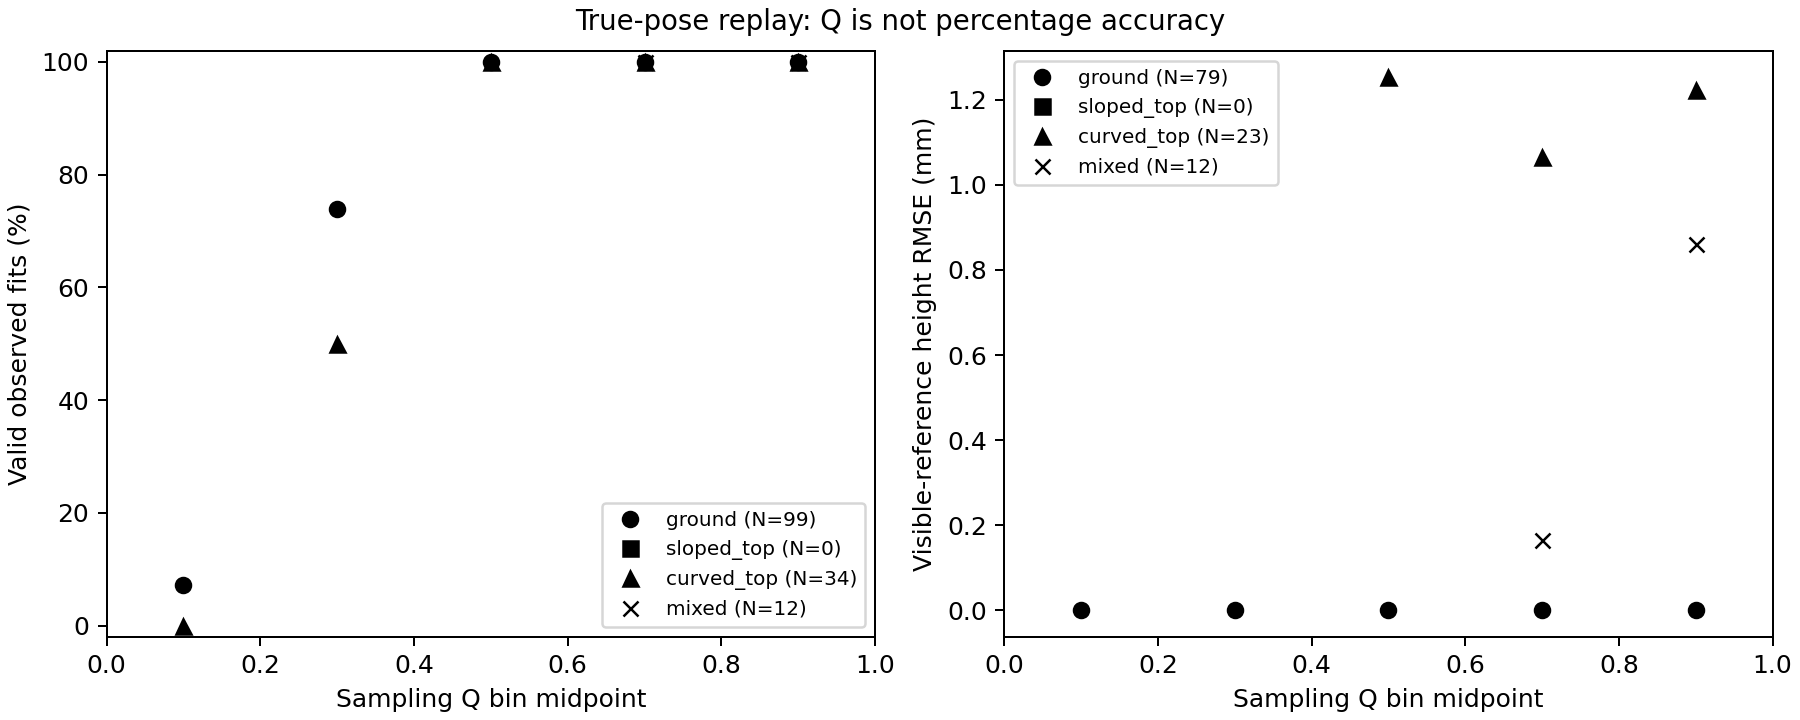 True-pose replay: Q is not percentage accuracy
Valid observed fits (%)
100
80
60
40
20
0
ground (N=99)
sloped_top (N=0)
curved_top (N=34)
mixed (N=12)
0.0
0.2
0.4
0.6
0.8
1.0
Sampling Q bin midpoint
Visible-reference height RMSE (mm)
1.2
1.0
0.8
0.6
0.4
0.2
0.0
ground (N=79)
sloped_top (N=0)
curved_top (N=23)
mixed (N=12)
0.0
0.2
0.4
0.6
0.8
1.0
Sampling Q bin midpoint